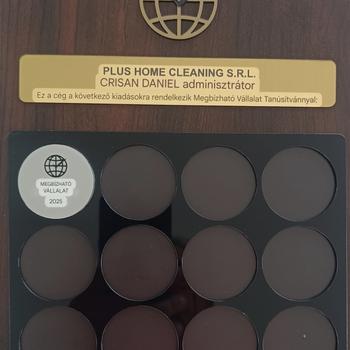 PLUS HOME CLEANING S.R.L.
CRISAN DANIEL adminisztrátor
Ez a cég a következő kiadásokra rendelkezik Megbízható Vállalat Tanúsítvánnyal:
MEGBÍZHATÓ
VÁLLALAT
2025